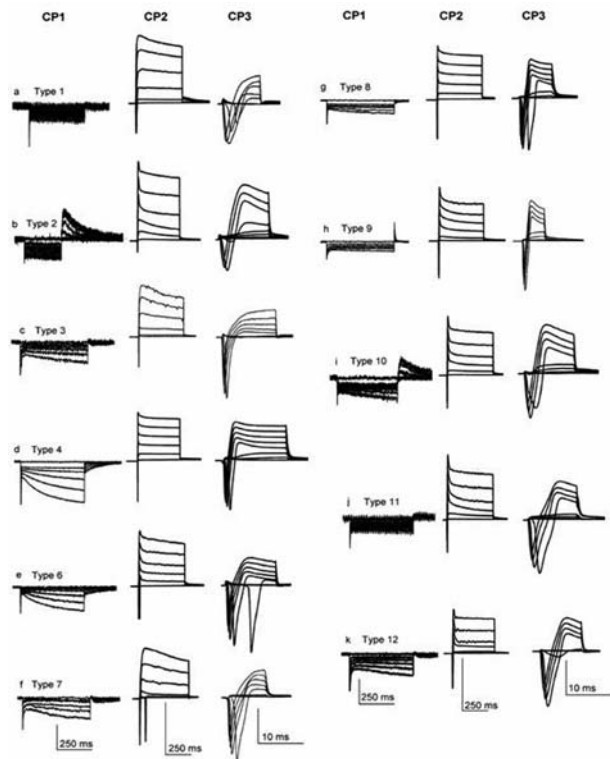 CP1 CP2 CP3 CP1 CP2 CP3
a Type 1
b Type 2
c Type 3
d Type 4
e Type 6
f Type 7
250 ms
250 ms
10 ms
g Type 8
h Type 9
i Type 10
j Type 11
k Type 12
250 ms
250 ms
10 ms